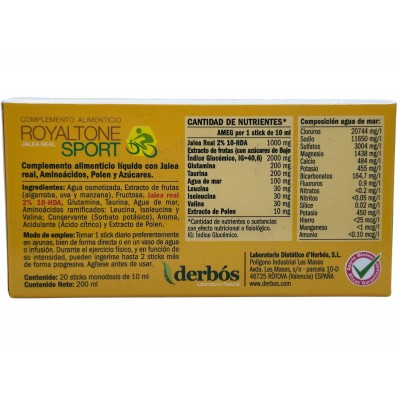 COMPLEMENTO ALIMENTICIO
ROYALTONE
JALEA REAL
SPORT
Complemento alimenticio líquido con Jalea
real, Aminoácidos, Polen y Azúcares.
Ingredientes: Agua osmotizada, Extracto de frutas
(algarroba, uva, manzana), Fructosa, Jalea real
2% 10-HDA, Glutamina, Taurina, Agua de mar,
Aminoácidos ramificados: Leucina, Isoleucina y
Valina; Conservante (Sorbato potásico), Aroma,
Acidulante (Ácido cítrico) y Extracto de Polen.
Modo de empleo: Tomar 1 stick diario preferentemente
en ayunas, bien de forma directa o en un vaso de agua o
infusión. Durante el ejercicio físico, y en función de
su intensidad, pueden ingerirse hasta 2 sticks más
de forma progresiva. Agítese antes de usar.
Contenido: 20 sticks monodosis de 10 ml
Contenido Neto: 200 ml
CANTIDAD DE NUTRIENTES*
AMEG por 1 stick de 10 ml
Jalea Real 2% 10-HDA 1000 mg
Extracto de frutas (con azúcares de Bajo
Índice Glucémico, IG=40,6) 2000 mg
Glutamina 200 mg
Taurina 200 mg
Agua de mar 100 mg
Leucina 30 mg
Isoleucina 30 mg
Valina 30 mg
Extracto de Polen 10 mg
*Cantidad de nutrientes o sustancias
con efecto nutricional o fisiológico
IG: Índice Glucémico.
derbós
Laboratorio Natural
Composición agua de mar:
Cloruros 20744 mg/l
Sodio 11650 mg/l
Sulfatos 3004 mg/l
Magnesio 1438 mg/l
Calcio 484 mg/l
Potasio 455 mg/l
Bicarbonatos 164,7 mg/l
Fluoruros 0.9 mg/l
Nitratos <1 mg/l
Nitritos <0.05 mg/l
Sílice 0.02 mg/l
Potasio 450 mg/l
Hierro <25 mg/l
Manganeso <1 mg/l
Amonio <0.10 mcg/l
Laboratorio Dietético d'Herbós, S.L.
Polígono Industrial Les Mases
Avda. Les Mases, s/n - parcela 10-D
46725 RÓTOVA (Valencia) ESPAÑA
www.derbos.com